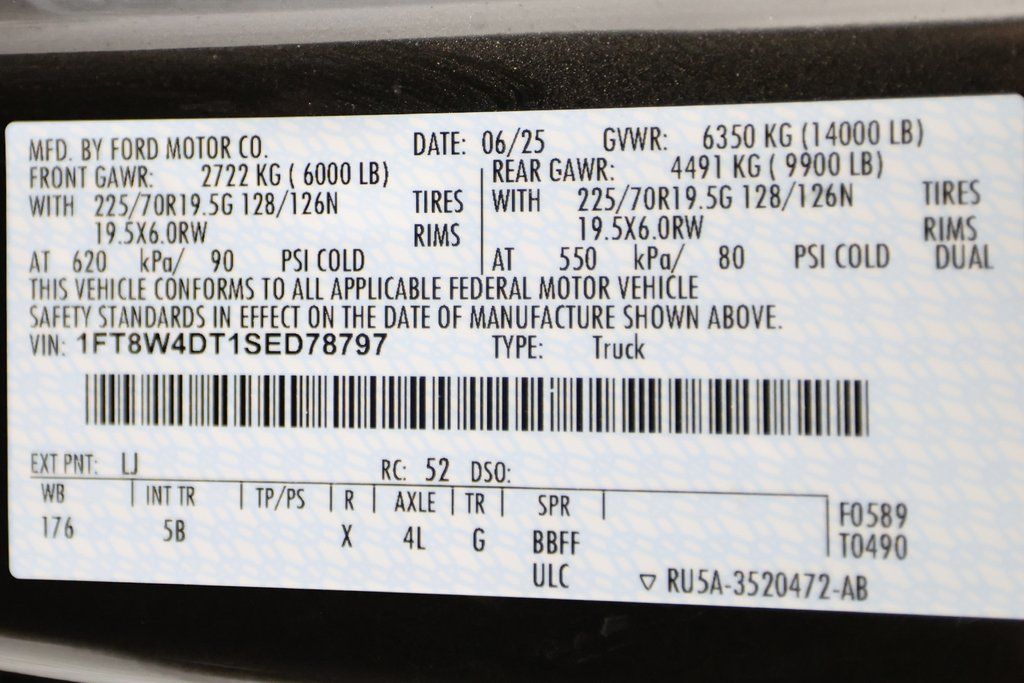 MFD. BY FORD MOTOR CO. DATE: 06/25 GVWR: 6350 KG (14000 LB)
FRONT GAWR: 2722 KG ( 6000 LB) REAR GAWR: 4491 KG ( 9900 LB)
WITH 225/70R19.5G 128/126N TIRES WITH 225/70R19.5G 128/126N TIRES
19.5X6.0RW RIMS 19.5X6.0RW RIMS
AT 620 kPa/ 90 PSI COLD AT 550 kPa/ 80 PSI COLD DUAL
THIS VEHICLE CONFORMS TO ALL APPLICABLE FEDERAL MOTOR VEHICLE
SAFETY STANDARDS IN EFFECT ON THE DATE OF MANUFACTURE SHOWN ABOVE.
VIN: 1FT8W4DT1SED78797 TYPE: Truck
EXT PNT: LJ RC: 52 DSO:
WB INT TR TP/PS R AXLE TR SPR F0589
176 5B X 4L G BBFF T0490
ULC ▽ RU5A-3520472-AB